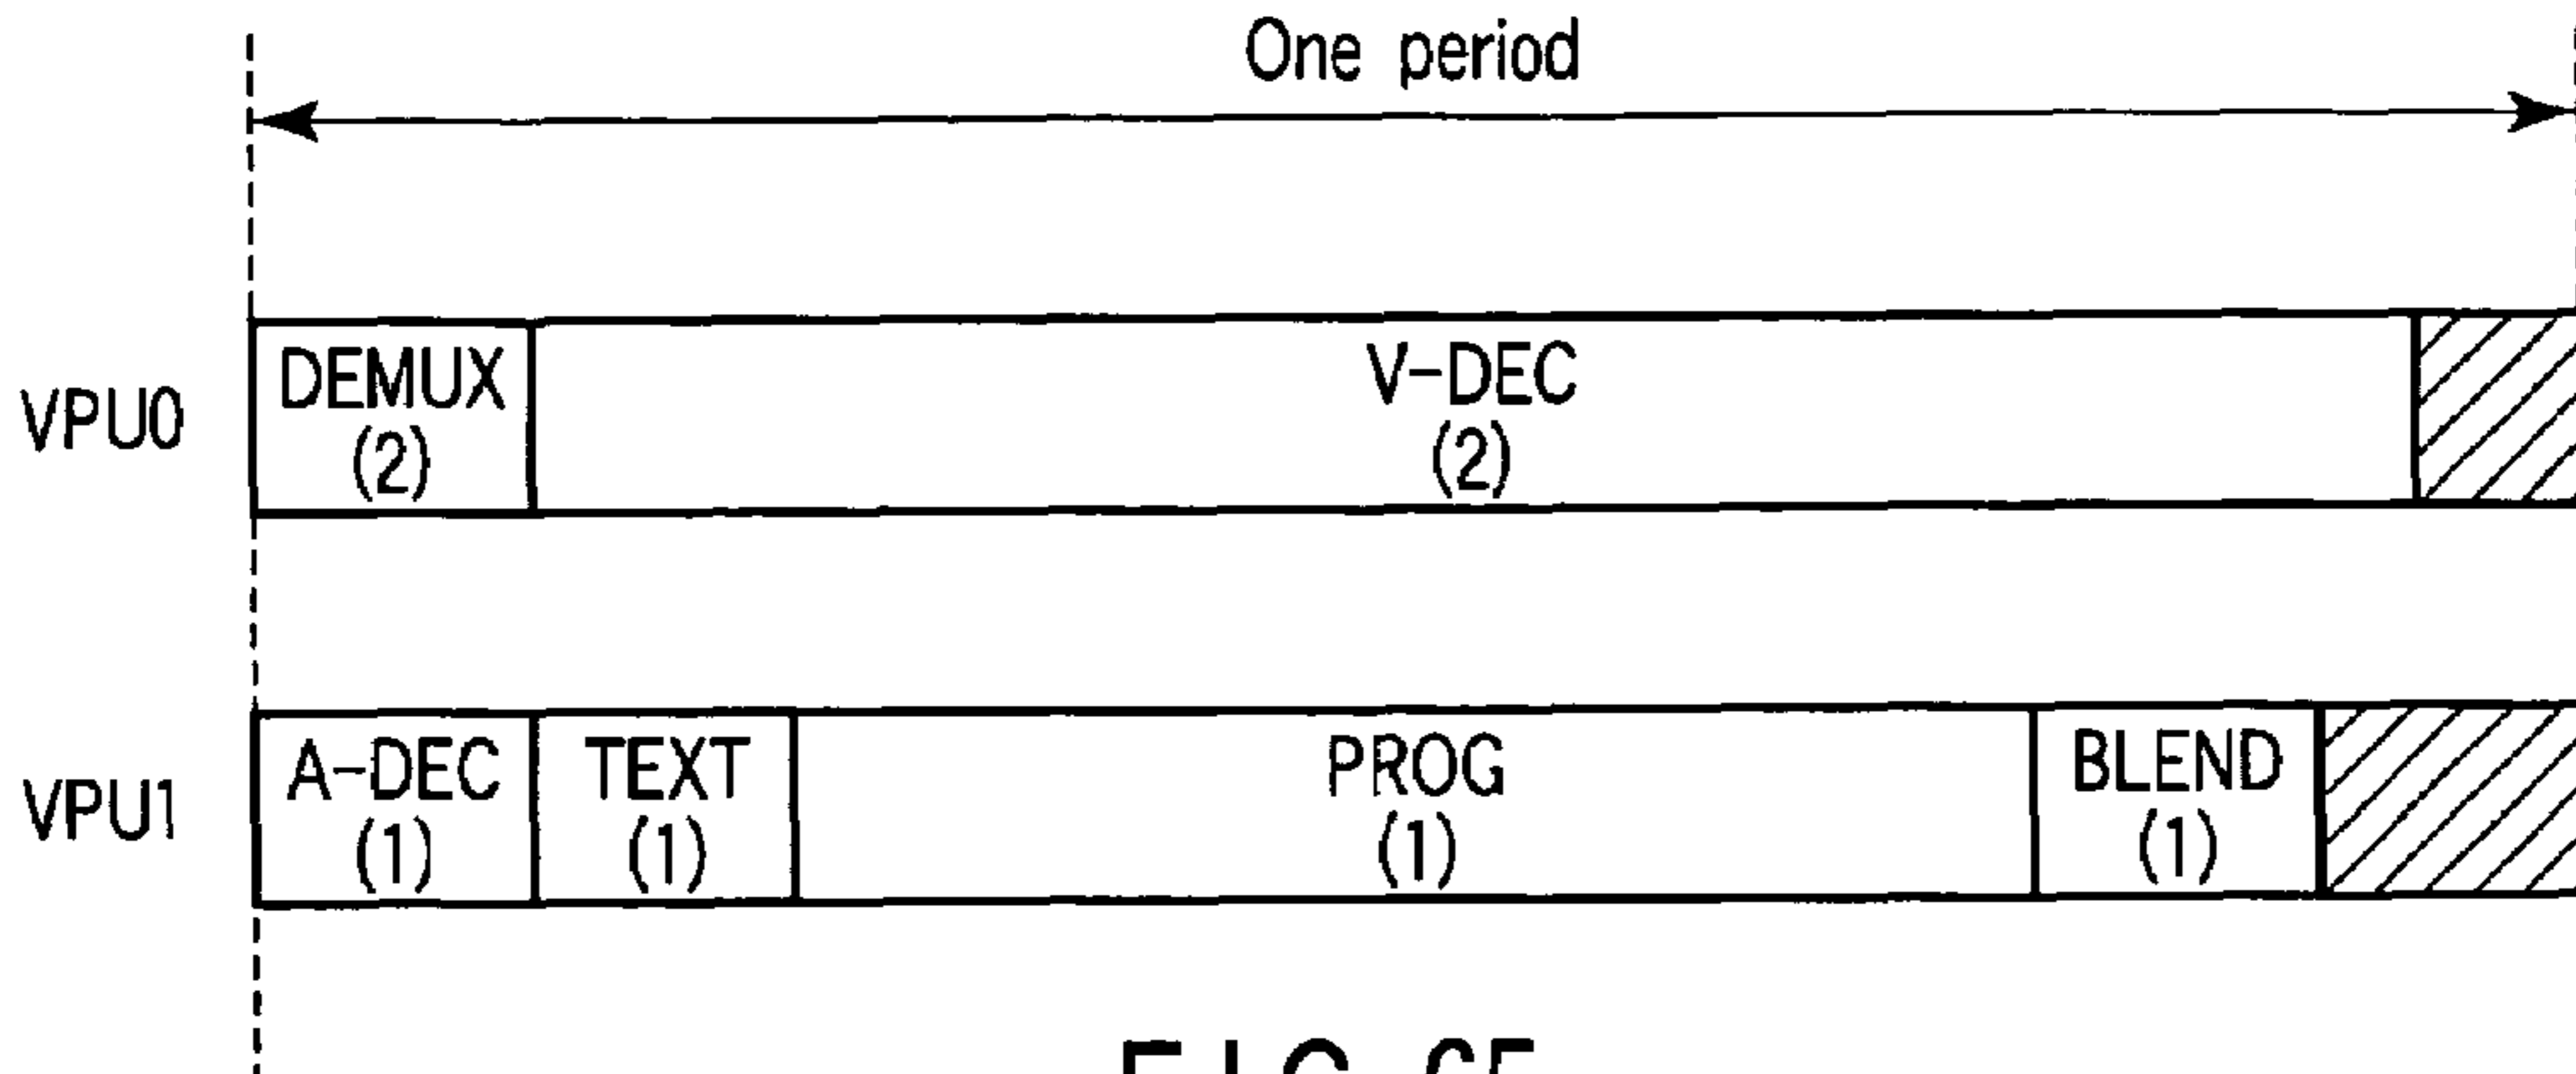 One period
VPU0
DEMUX
(2)
V-DEC
(2)
VPU1
A-DEC
(1)
TEXT
(1)
PROG
(1)
BLEND
(1)